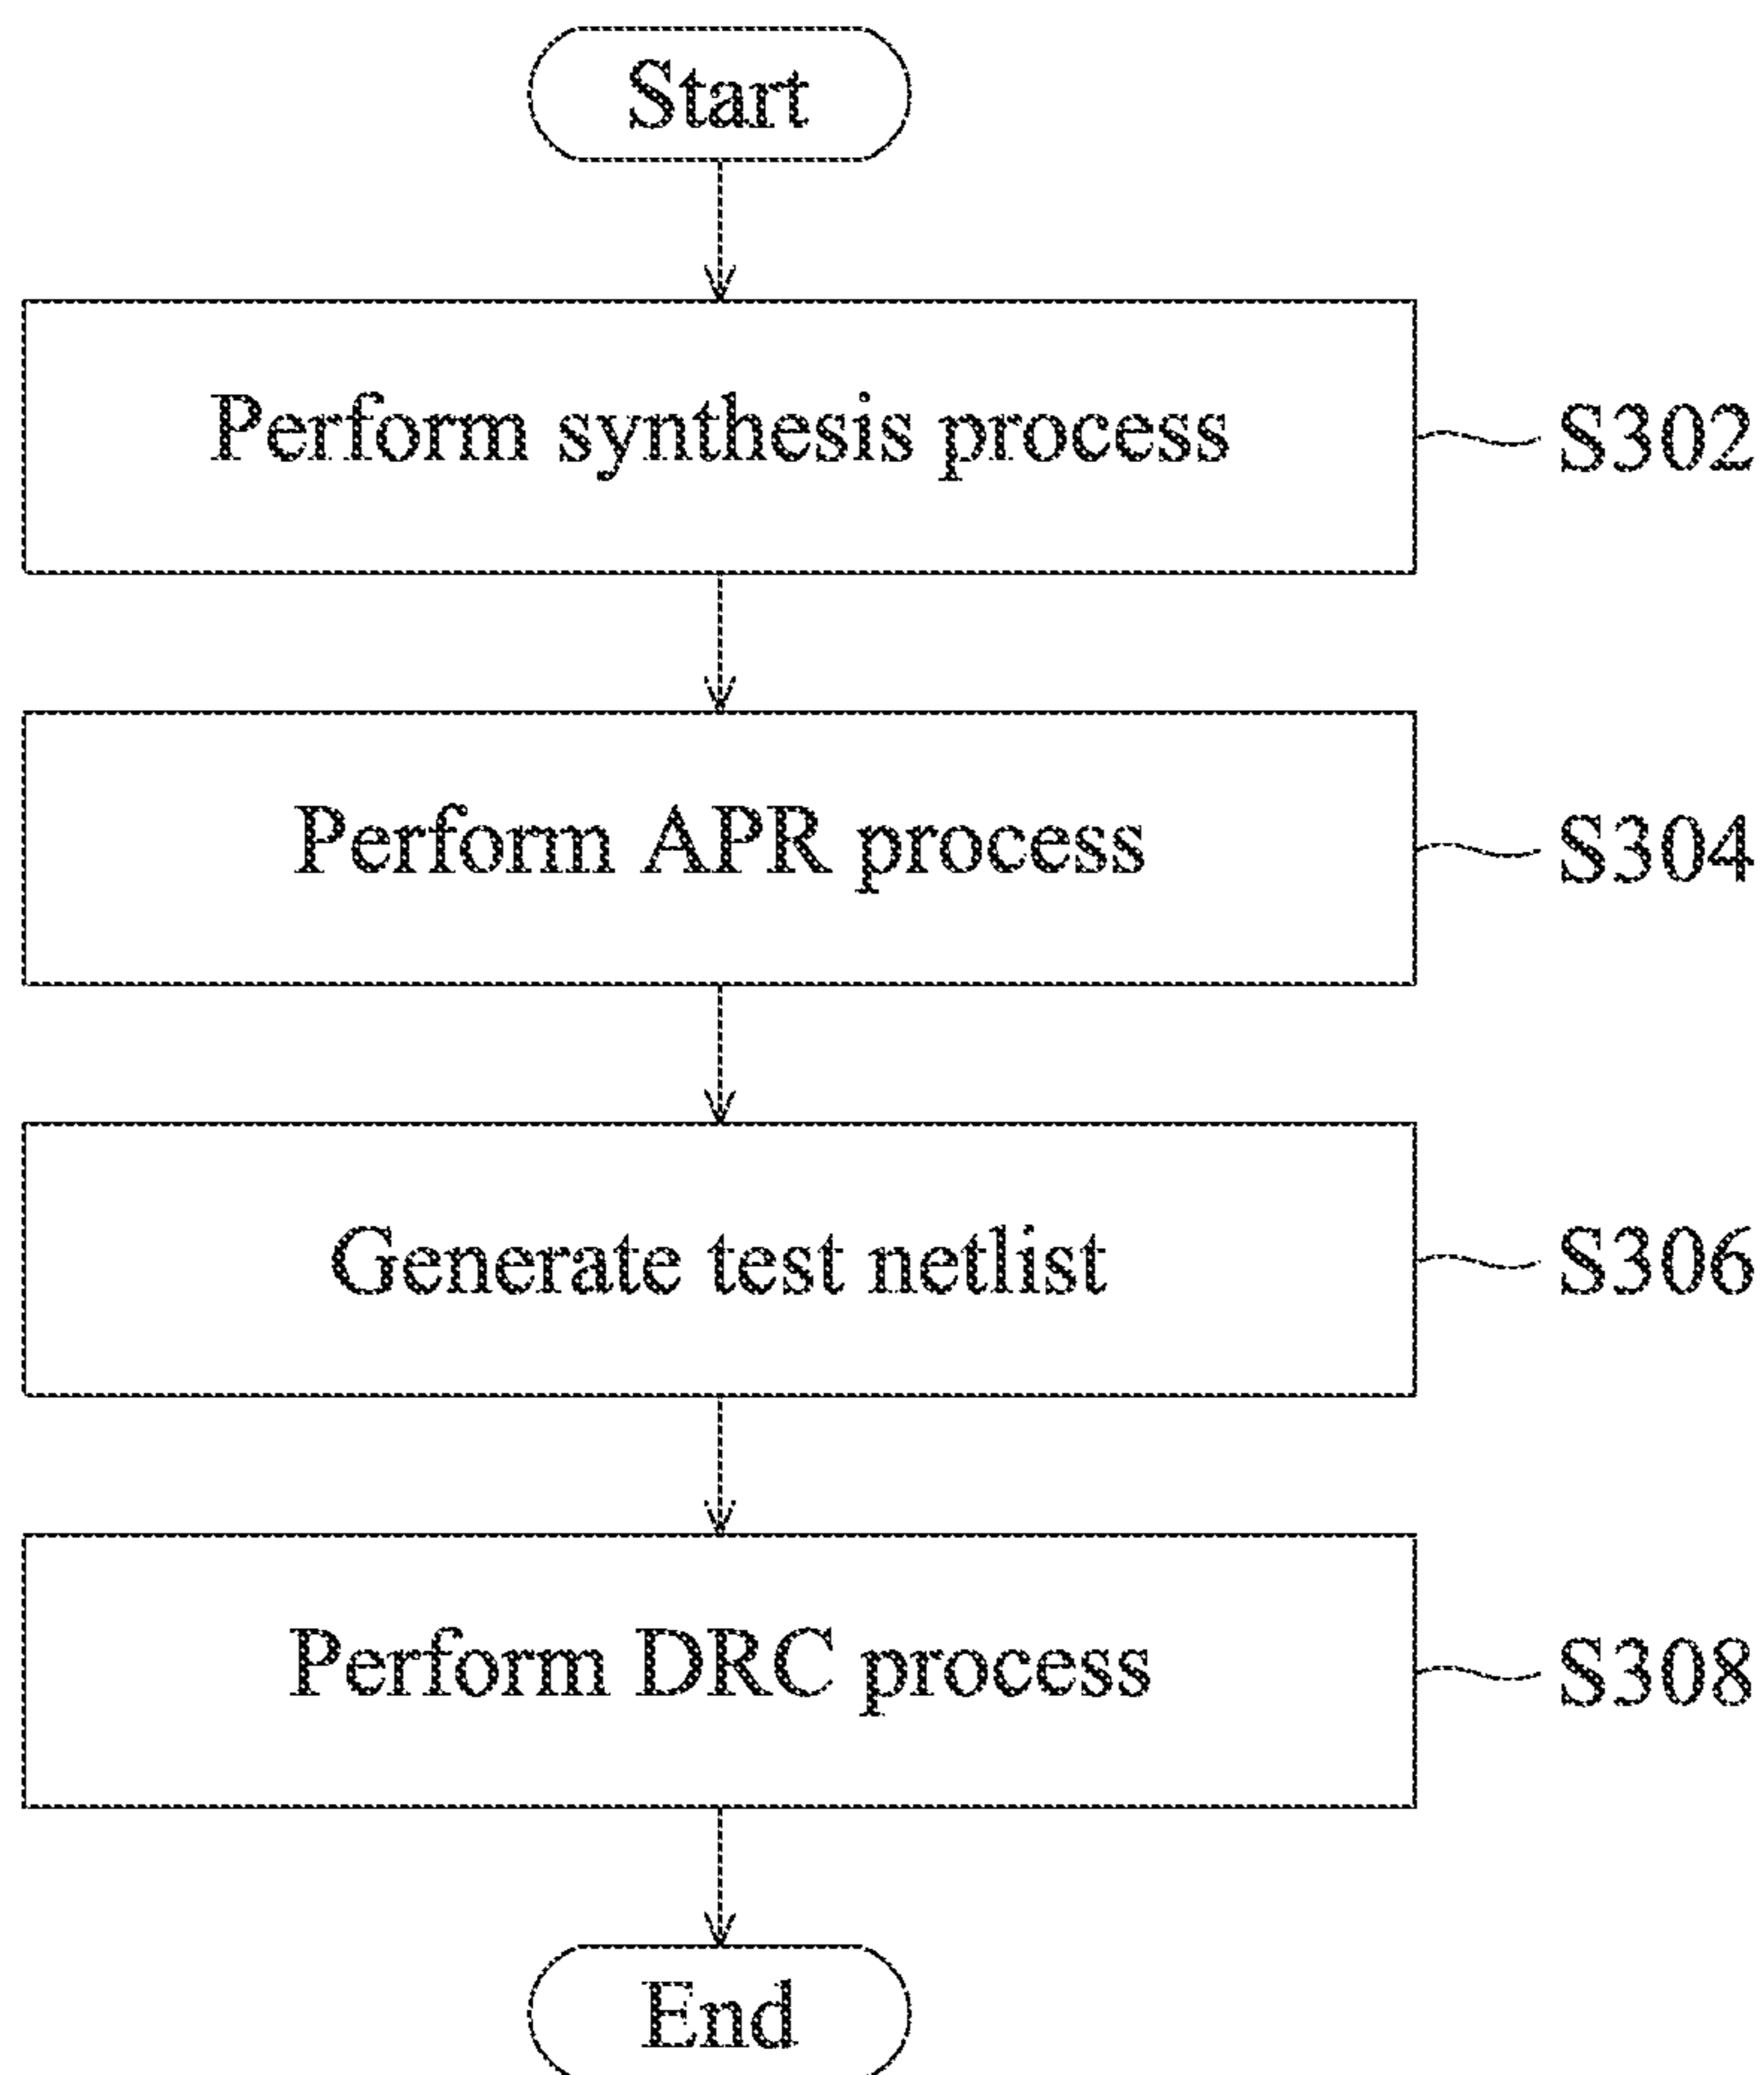 Start
Perform synthesis process
S302
Perform APR process
S304
Generate test netlist
S306
Perform DRC process
S308
End